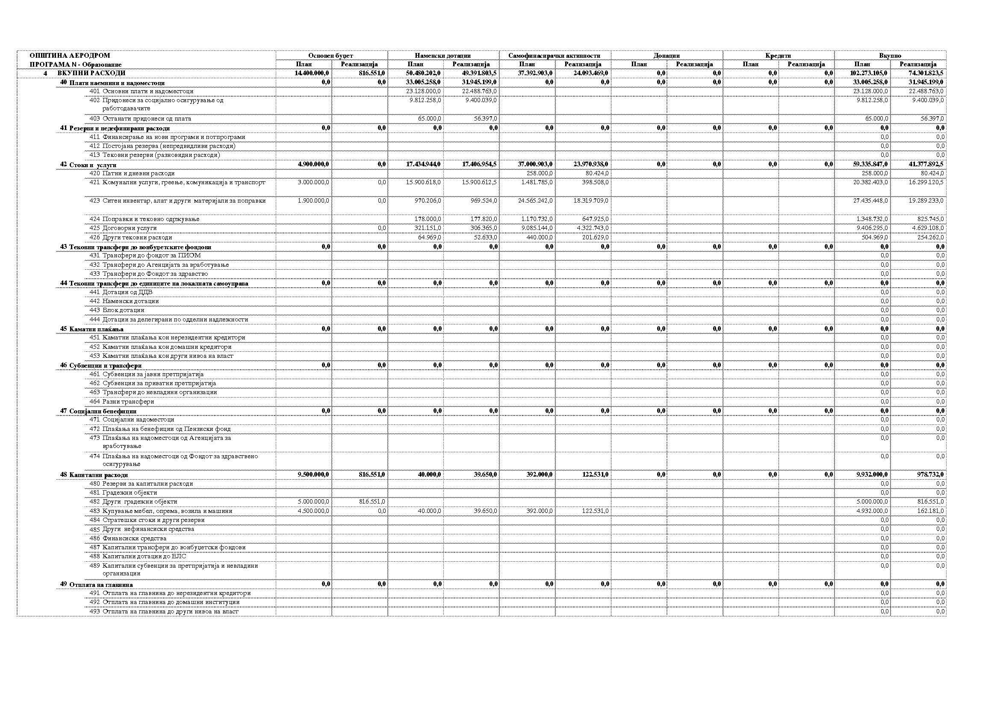 ОПШТИНА АЕРОДРОМ Основен буџет Наменски дотации Самофинасирачки активности Донации Кредити Вкупно
ПРОГРАМА N - Образование План Реализација План Реализација План Реализација План Реализација План Реализација План Реализација
4 ВКУПНИ РАСХОДИ 14.400.000,0 816.551,0 50.480.202,0 49.391.803,5 37.392.903,0 24.093.469,0 0,0 0,0 0,0 0,0 102.273.105,0 74.301.823,5
40 Плати наемнини и надоместоци 0,0 0,0 33.005.258,0 31.945.199,0 0,0 0,0 0,0 0,0 0,0 0,0 33.005.258,0 31.945.199,0
401 Основни плати и надоместоци 23.128.000,0 22.488.763,0 23.128.000,0 22.488.763,0
402 Придонеси за социјално осигурување од 9.812.258,0 9.400.039,0 9.812.258,0 9.400.039,0
работодавачите
403 Останати придонеси од плата 65.000,0 56.397,0 65.000,0 56.397,0
41 Резерви и недефинирани расходи 0,0 0,0 0,0 0,0 0,0 0,0 0,0 0,0 0,0 0,0 0,0 0,0
411 Финансирање на нови програми и потпрограми 0,0 0,0
412 Постојана резерва (непредвидливи расходи) 0,0 0,0
413 Тековни резерви (разновидни расходи) 0,0 0,0
42 Стоки и услуги 4.900.000,0 0,0 17.434.944,0 17.406.954,5 37.000.903,0 23.970.938,0 0,0 0,0 0,0 0,0 59.335.847,0 41.377.892,5
420 Патни и дневни расходи 258.000,0 80.424,0 258.000,0 80.424,0
421 Комунални услуги, греење, комуникација и транспорт 3.000.000,0 0,0 15.900.618,0 15.900.612,5 1.481.785,0 398.508,0 20.382.403,0 16.299.120,5
423 Ситен инвентар, алат и други материјали за поправки 1.900.000,0 0,0 970.206,0 969.524,0 24.565.242,0 18.319.709,0 27.435.448,0 19.289.233,0
424 Поправки и тековно одржување 178.000,0 177.820,0 1.170.732,0 647.925,0 1.348.732,0 825.745,0
425 Договорни услуги 0,0 321.151,0 306.365,0 9.085.144,0 4.322.743,0 9.406.295,0 4.629.108,0
426 Други тековни расходи 64.969,0 52.633,0 440.000,0 201.629,0 504.969,0 254.262,0
43 Тековни трансфери до вонбуџетските фондови 0,0 0,0 0,0 0,0 0,0 0,0 0,0 0,0 0,0 0,0 0,0 0,0
431 Трансфери до фондот за ПИОМ 0,0 0,0
432 Трансфери до Агенцијата за вработување 0,0 0,0
433 Трансфери до Фондот за здравство 0,0 0,0
44 Тековни трансфери до единиците на локалната самоуправа 0,0 0,0 0,0 0,0 0,0 0,0 0,0 0,0 0,0 0,0 0,0 0,0
441 Дотации од ДДВ 0,0 0,0
442 Наменски дотации 0,0 0,0
443 Блок дотации 0,0 0,0
444 Дотации за делегирани по одделни надлежности 0,0 0,0
45 Каматни плаќања 0,0 0,0 0,0 0,0 0,0 0,0 0,0 0,0 0,0 0,0 0,0 0,0
451 Каматни плаќања кон нерезидентни кредитори 0,0 0,0
452 Каматни плаќања кон домашни кредитори 0,0 0,0
453 Каматни плаќања кон други нивоа на власт 0,0 0,0
46 Субвенции и трансфери 0,0 0,0 0,0 0,0 0,0 0,0 0,0 0,0 0,0 0,0 0,0 0,0
461 Субвенции за јавни претпријатија 0,0 0,0
462 Субвенции за приватни претпријатија 0,0 0,0
463 Трансфери до невладини организации 0,0 0,0
464 Разни трансфери 0,0 0,0
47 Социјални бенефиции 0,0 0,0 0,0 0,0 0,0 0,0 0,0 0,0 0,0 0,0 0,0 0,0
471 Социјални надоместоци 0,0 0,0
472 Плаќања на бенефиции од Пензиски фонд 0,0 0,0
473 Плаќања на надоместоци од Агенцијата за 0,0 0,0
вработување
474 Плаќања на надоместоци од Фондот за здравствено 0,0 0,0
осигурување
48 Капитални расходи 9.500.000,0 816.551,0 40.000,0 39.650,0 392.000,0 122.531,0 0,0 0,0 0,0 0,0 9.932.000,0 978.732,0
480 Резерви за капитални расходи 0,0 0,0
481 Градежни објекти 0,0 0,0
482 Други градежни објекти 5.000.000,0 816.551,0 5.000.000,0 816.551,0
483 Купување мебел, опрема, возила и машини 4.500.000,0 0,0 40.000,0 39.650,0 392.000,0 122.531,0 4.932.000,0 162.181,0
484 Стратешки стоки и други резерви 0,0 0,0
485 Други нефинансиски средства 0,0 0,0
486 Финансиски средства 0,0 0,0
487 Капитални трансфери до вонбуџетски фондови 0,0 0,0
488 Капитални дотации до ЕЛС 0,0 0,0
489 Капитални субвенции за претпријатија и невладини 0,0 0,0
организации
49 Отплата на главнина 0,0 0,0 0,0 0,0 0,0 0,0 0,0 0,0 0,0 0,0 0,0 0,0
491 Отплата на главнина до нерезидентни кредитори 0,0 0,0
492 Отплата на главнина до домашни институции 0,0 0,0
493 Отплата на главнина до други нивоа на власт 0,0 0,0